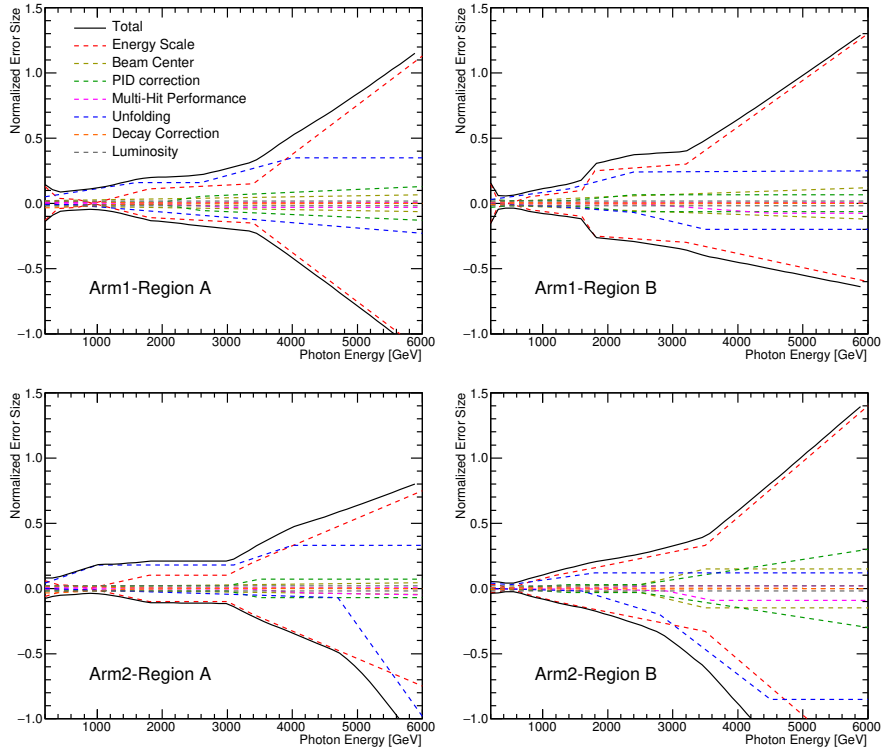 Normalized Error Size
1.5
1.0
0.5
0.0
−0.5
−1.0
Total
Energy Scale
Beam Center
PID correction
Multi-Hit Performance
Unfolding
Decay Correction
Luminosity
Arm1-Region A
1000 2000 3000 4000 5000 6000
Photon Energy [GeV]
Normalized Error Size
1.5
1.0
0.5
0.0
−0.5
−1.0
Arm1-Region B
1000 2000 3000 4000 5000 6000
Photon Energy [GeV]
Normalized Error Size
1.5
1.0
0.5
0.0
−0.5
−1.0
Arm2-Region A
1000 2000 3000 4000 5000 6000
Photon Energy [GeV]
Normalized Error Size
1.5
1.0
0.5
0.0
−0.5
−1.0
Arm2-Region B
1000 2000 3000 4000 5000 6000
Photon Energy [GeV]